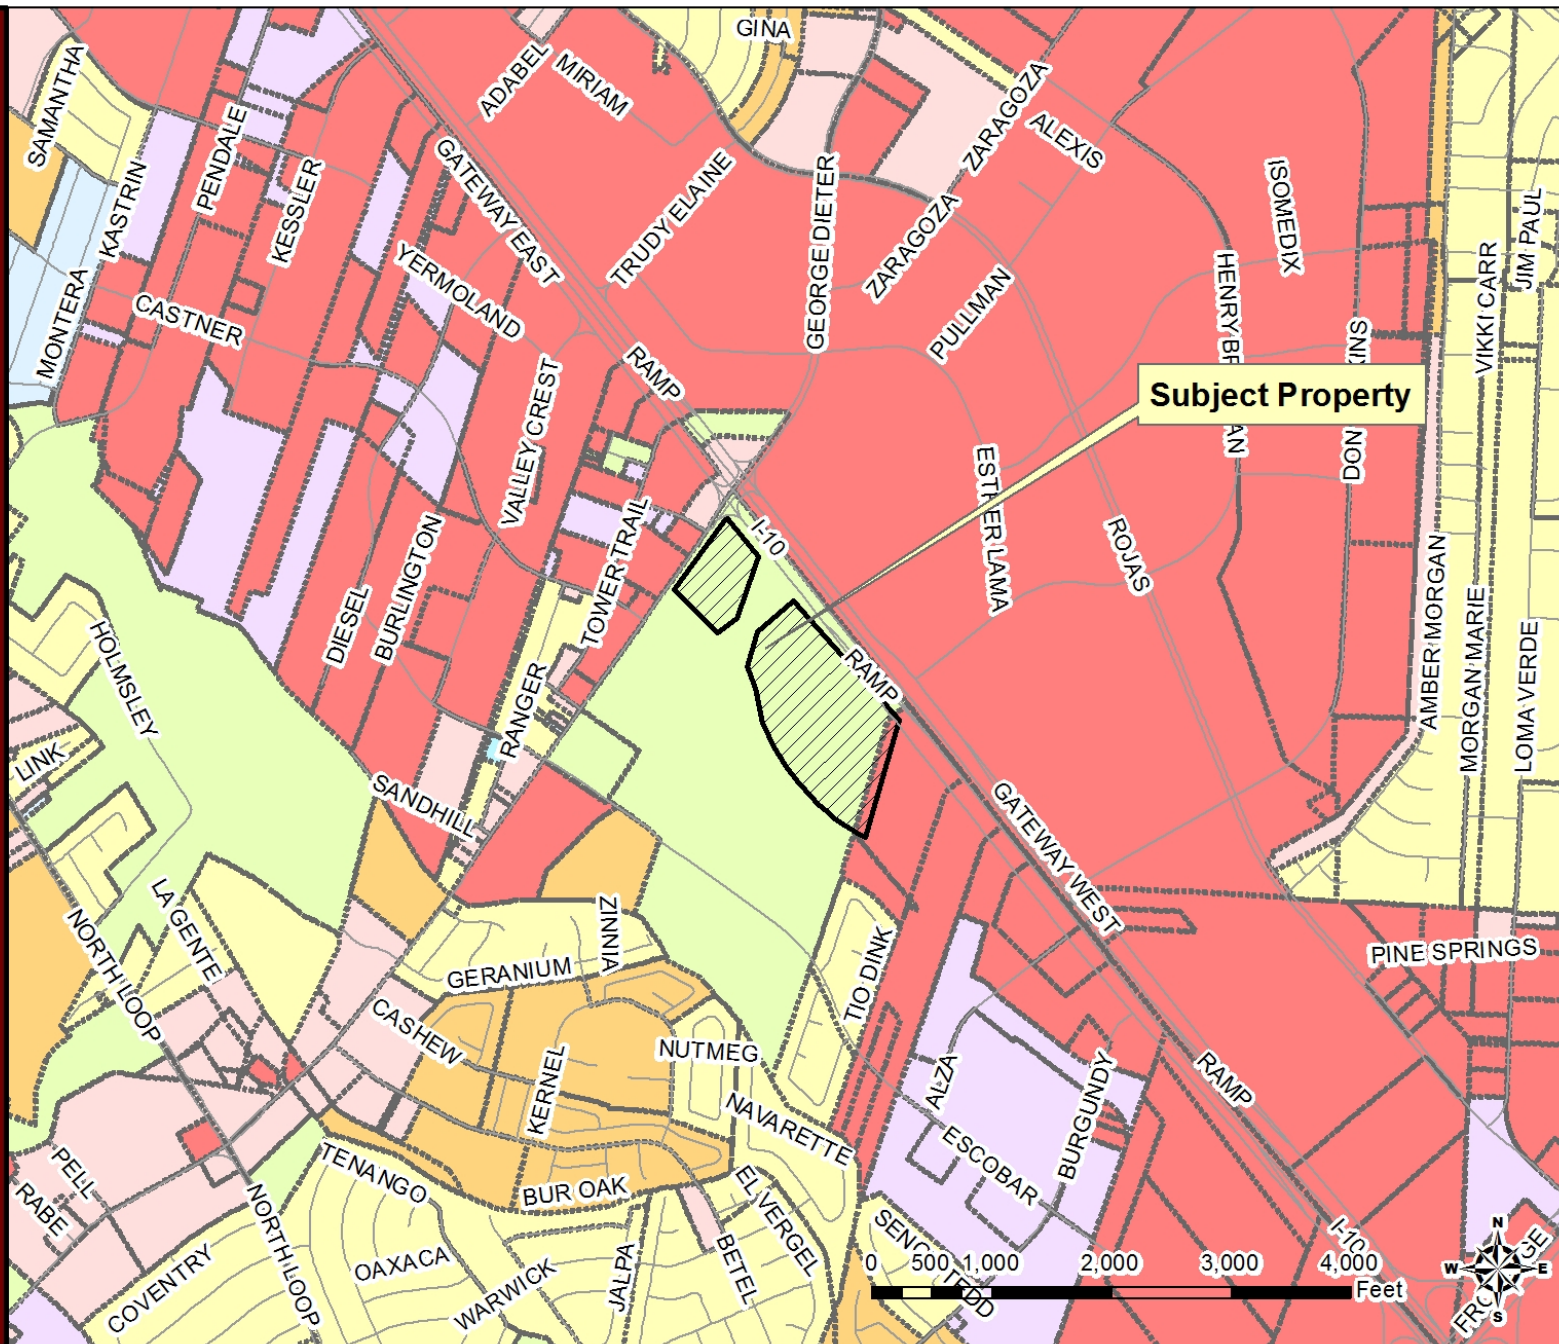 GINA
SAMANTHA
ADABEL
MIRIAM
ZARAGOZA
ALEXIS
PENDALE
KASTRIN
KESSLER
GATEWAY EAST
TRUDY ELAINE
GEORGE DIETER
ZARAGOZA
ISOMEDIX
JIM PAUL
VIKKI CARR
YERMOLAND
MONTERA
CASTNER
PULLMAN
RAMP
VALLEY CREST
Subject Property
ESTHER LAMA
ROJAS
I-10
TOWER TRAIL
BURLINGTON
DIESEL
AMBER MORGAN
MORGAN MARIE
LOMA VERDE
HOLMSLEY
RANGER
RAMP
LINK
SANDHILL
GATEWAY WEST
LA GENTE
NORTH LOOP
ZINNIA
GERANIUM
TIO DINK
PINE SPRINGS
CASHEW
KERNEL
NUTMEG
ALZA
BURGUNDY
RAMP
NAVARETTE
ESCOBAR
PELL
RABE
TENANGO
BUR OAK
EL VERGEL
NORTH LOOP
COVENTRY
OAXACA
WARWICK
JALPA
BETEL
I-10
N
W E
S
0 500 1,000 2,000 3,000 4,000
Feet